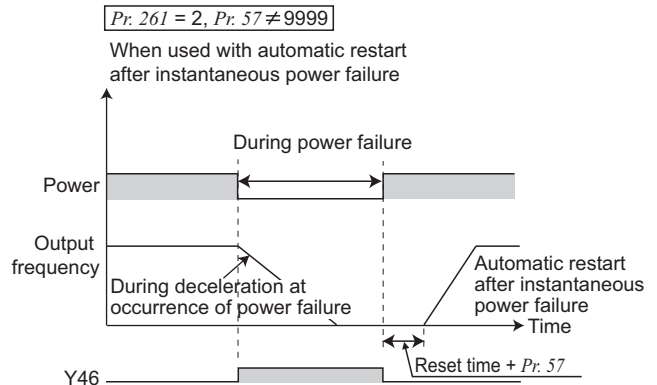 Pr. 261 = 2, Pr. 57 ≠ 9999
When used with automatic restart
after instantaneous power failure
During power failure
Power
Output
frequency
During deceleration at
occurrence of power failure
Automatic restart
after instantaneous
power failure
Time
Reset time + Pr. 57
Y46